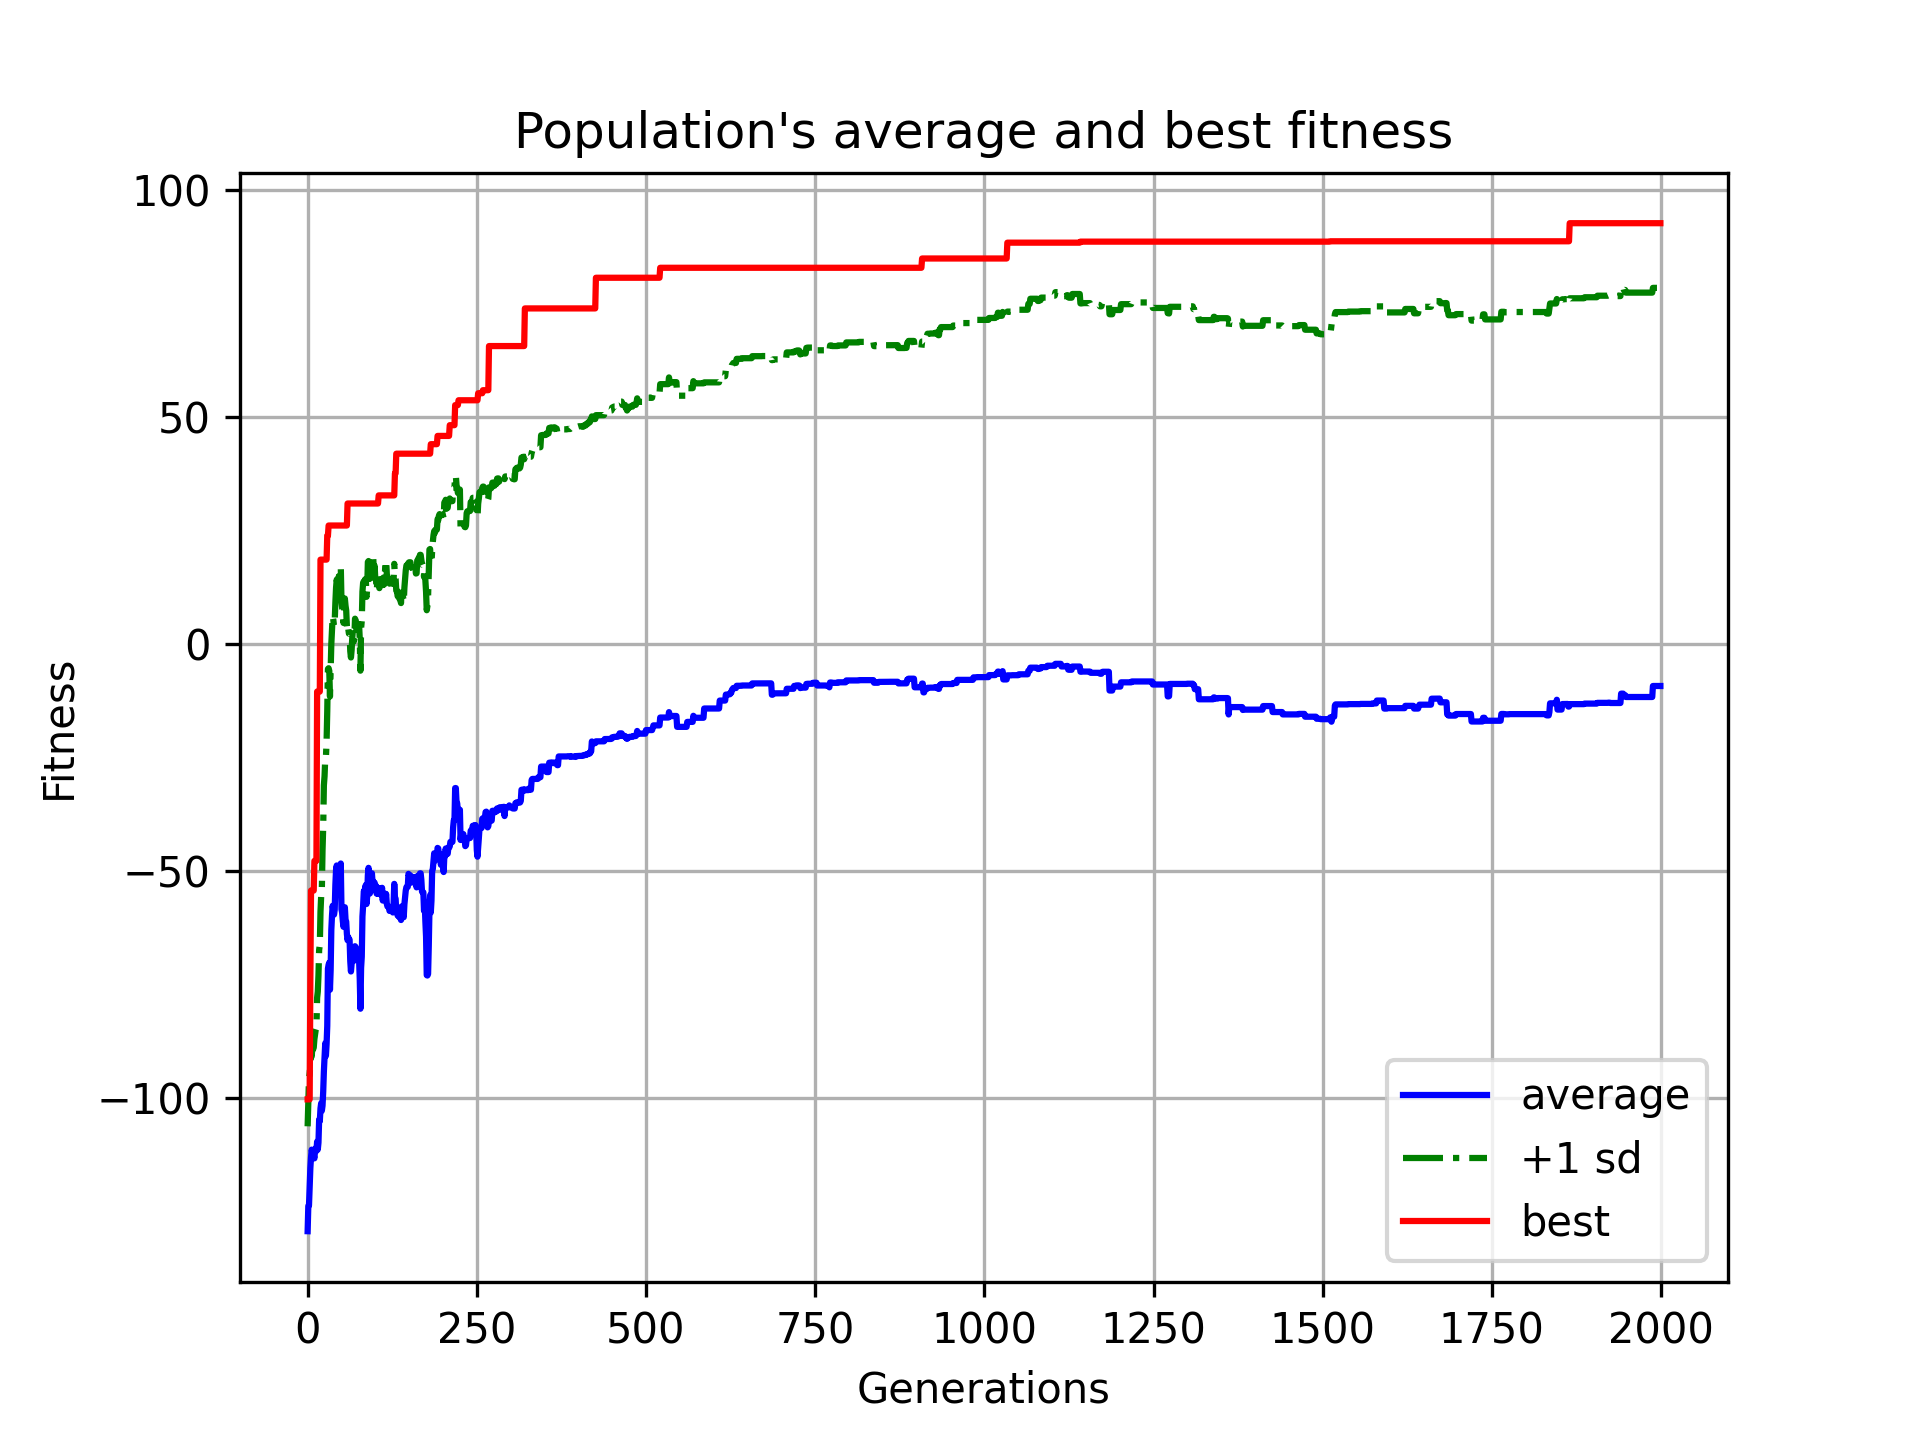 Population's average and best fitness
100
50
0
−50
−100
Fitness
0 250 500 750 1000 1250 1500 1750 2000
Generations
average
+1 sd
best